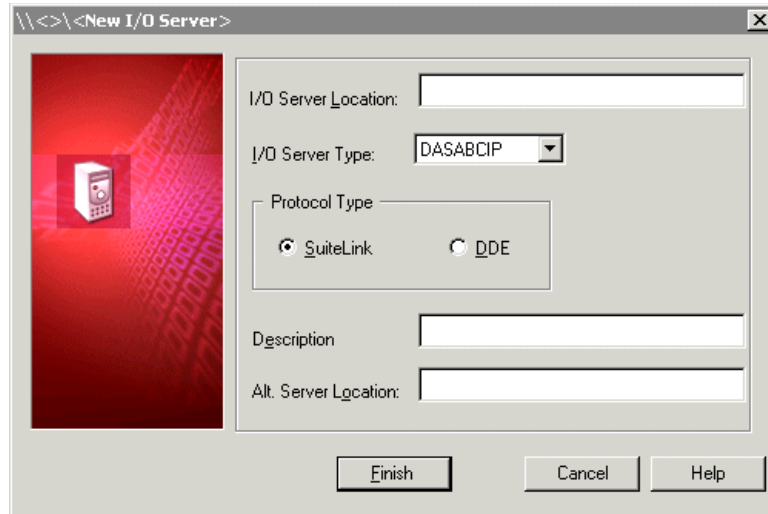 \\<>\<New I/O Server>
I/O Server Location:
I/O Server Type: DASABCIP
Protocol Type
SuiteLink DDE
Description
Alt. Server Location:
Finish Cancel Help